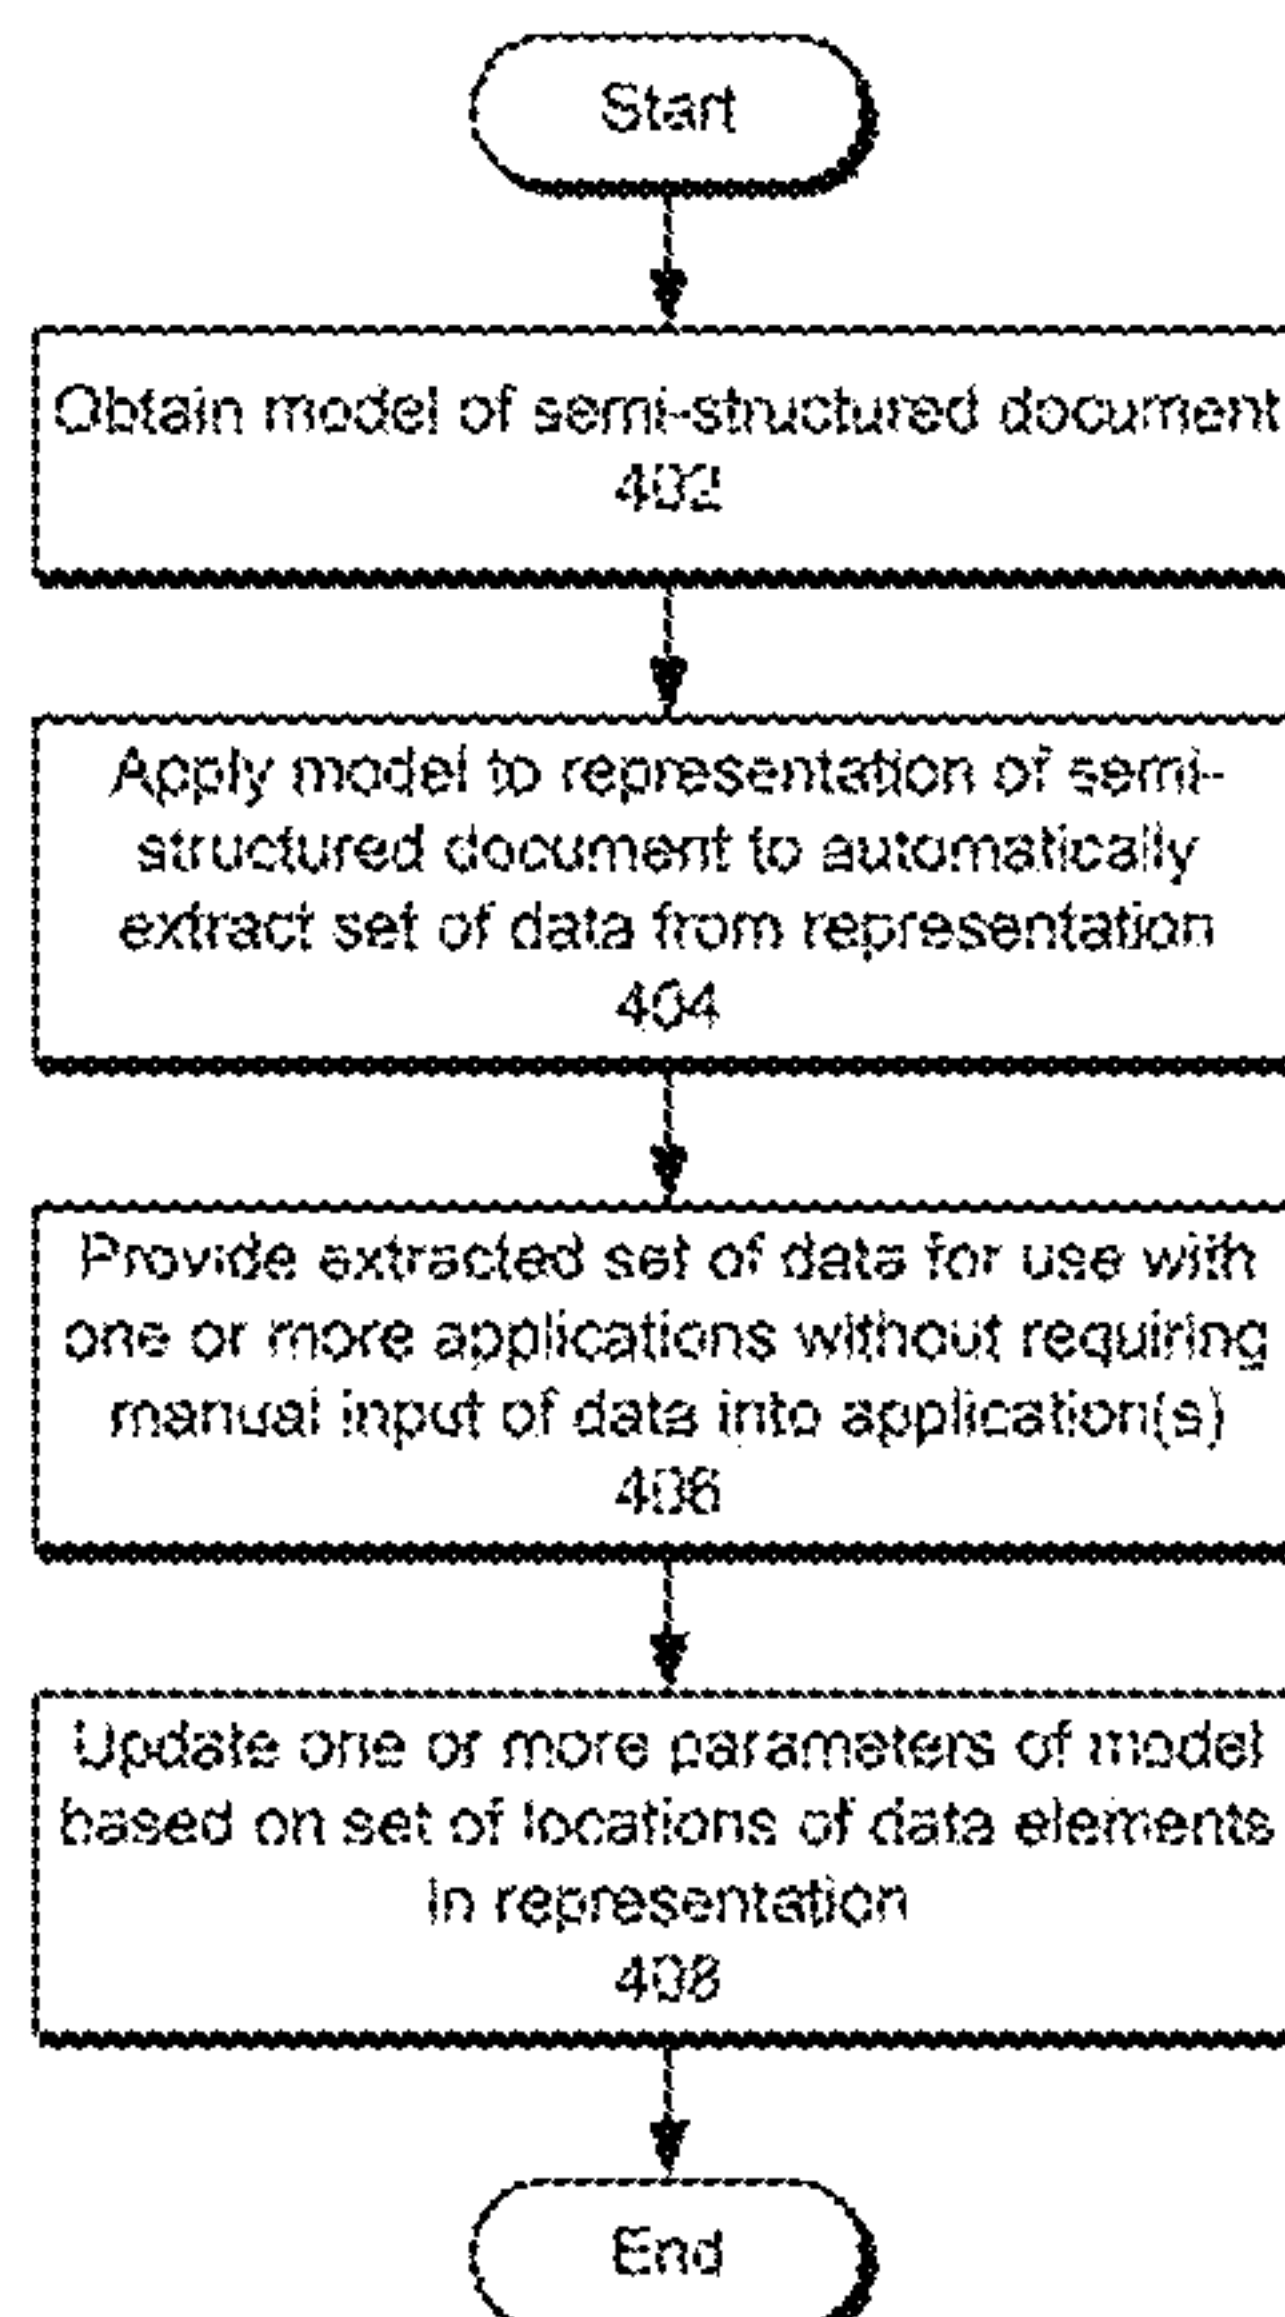 Start
Obtain model of semi-structured document
402
Apply model to representation of semi-
structured document to automatically
extract set of data from representation
404
Provide extracted set of data for use with
one or more applications without requiring
manual input of data into application(s)
406
Update one or more parameters of model
based on set of locations of data elements
in representation
408
End